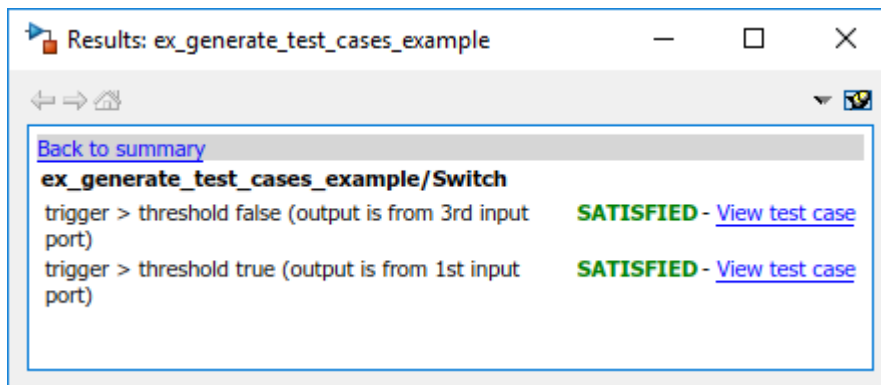 Results: ex_generate_test_cases_example
Back to summary
ex_generate_test_cases_example/Switch
trigger > threshold false (output is from 3rd input SATISFIED - View test case
port)
trigger > threshold true (output is from 1st input SATISFIED - View test case
port)